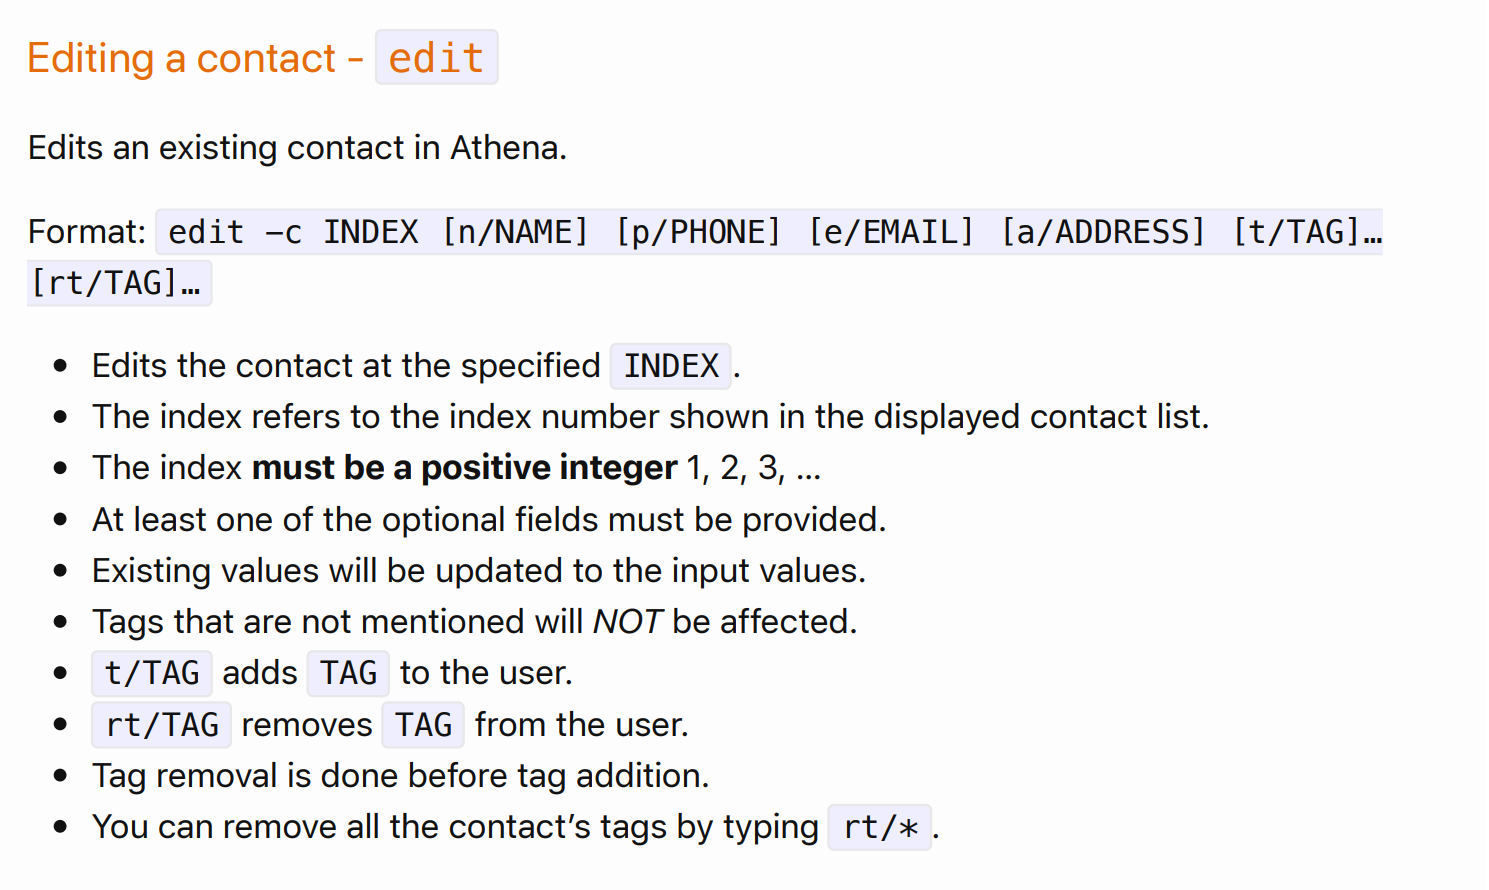 Editing a contact - edit
Edits an existing contact in Athena.
Format: edit -c INDEX [n/NAME] [p/PHONE] [e/EMAIL] [a/ADDRESS] [t/TAG]…
[rt/TAG]…
• Edits the contact at the specified INDEX.
• The index refers to the index number shown in the displayed contact list.
• The index must be a positive integer 1, 2, 3, …
• At least one of the optional fields must be provided.
• Existing values will be updated to the input values.
• Tags that are not mentioned will NOT be affected.
• t/TAG adds TAG to the user.
• rt/TAG removes TAG from the user.
• Tag removal is done before tag addition.
• You can remove all the contact’s tags by typing rt/*.